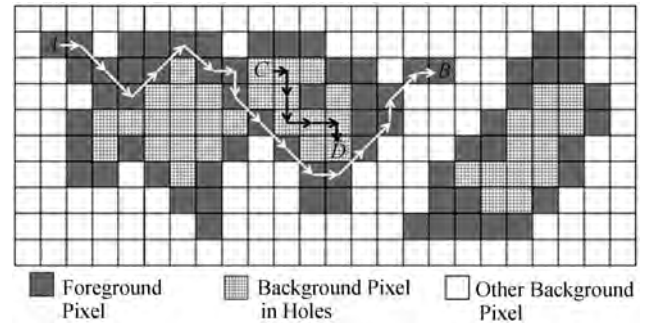 A
C
B
D
Foreground Pixel
Background Pixel in Holes
Other Background Pixel